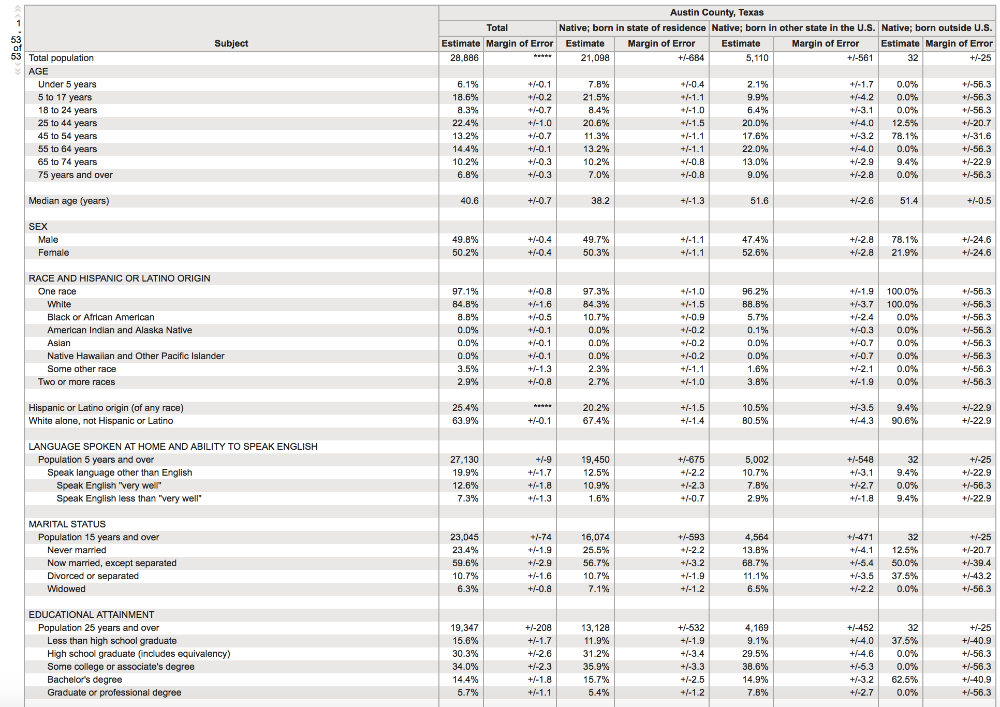 Austin County, Texas
Total Native; born in state of residence Native; born in other state in the U.S. Native; born outside U.S.
Subject Estimate Margin of Error Estimate Margin of Error Estimate Margin of Error Estimate Margin of Error
1
-
53
of
53
Total population 28,886 ***** 21,098 +/-684 5,110 +/-561 32 +/-25
AGE
Under 5 years 6.1% +/-0.1 7.8% +/-0.4 2.1% +/-1.7 0.0% +/-56.3
5 to 17 years 18.6% +/-0.2 21.5% +/-1.1 9.9% +/-4.2 0.0% +/-56.3
18 to 24 years 8.3% +/-0.7 8.4% +/-1.0 6.4% +/-3.1 0.0% +/-56.3
25 to 44 years 22.4% +/-1.0 20.6% +/-1.5 20.0% +/-4.0 12.5% +/-20.7
45 to 54 years 13.2% +/-0.7 11.3% +/-1.1 17.6% +/-3.2 78.1% +/-31.6
55 to 64 years 14.4% +/-0.1 13.2% +/-1.1 22.0% +/-4.0 0.0% +/-56.3
65 to 74 years 10.2% +/-0.3 10.2% +/-0.8 13.0% +/-2.9 9.4% +/-22.9
75 years and over 6.8% +/-0.3 7.0% +/-0.8 9.0% +/-2.8 0.0% +/-56.3
Median age (years) 40.6 +/-0.7 38.2 +/-1.3 51.6 +/-2.6 51.4 +/-0.5
SEX
Male 49.8% +/-0.4 49.7% +/-1.1 47.4% +/-2.8 78.1% +/-24.6
Female 50.2% +/-0.4 50.3% +/-1.1 52.6% +/-2.8 21.9% +/-24.6
RACE AND HISPANIC OR LATINO ORIGIN
One race 97.1% +/-0.8 97.3% +/-1.0 96.2% +/-1.9 100.0% +/-56.3
White 84.8% +/-1.6 84.3% +/-1.5 88.8% +/-3.7 100.0% +/-56.3
Black or African American 8.8% +/-0.5 10.7% +/-0.9 5.7% +/-2.4 0.0% +/-56.3
American Indian and Alaska Native 0.0% +/-0.1 0.0% +/-0.2 0.1% +/-0.3 0.0% +/-56.3
Asian 0.0% +/-0.1 0.0% +/-0.2 0.0% +/-0.7 0.0% +/-56.3
Native Hawaiian and Other Pacific Islander 0.0% +/-0.1 0.0% +/-0.2 0.0% +/-0.7 0.0% +/-56.3
Some other race 3.5% +/-1.3 2.3% +/-1.1 1.6% +/-2.1 0.0% +/-56.3
Two or more races 2.9% +/-0.8 2.7% +/-1.0 3.8% +/-1.9 0.0% +/-56.3
Hispanic or Latino origin (of any race) 25.4% ***** 20.2% +/-1.5 10.5% +/-3.5 9.4% +/-22.9
White alone, not Hispanic or Latino 63.9% +/-0.1 67.4% +/-1.4 80.5% +/-4.3 90.6% +/-22.9
LANGUAGE SPOKEN AT HOME AND ABILITY TO SPEAK ENGLISH
Population 5 years and over 27,130 +/-9 19,450 +/-675 5,002 +/-548 32 +/-25
Speak language other than English 19.9% +/-1.7 12.5% +/-2.2 10.7% +/-3.1 9.4% +/-22.9
Speak English "very well" 12.6% +/-1.8 10.9% +/-2.3 7.8% +/-2.7 0.0% +/-56.3
Speak English less than "very well" 7.3% +/-1.3 1.6% +/-0.7 2.9% +/-1.8 9.4% +/-22.9
MARITAL STATUS
Population 15 years and over 23,045 +/-74 16,074 +/-593 4,564 +/-471 32 +/-25
Never married 23.4% +/-1.9 25.5% +/-2.2 13.8% +/-4.1 12.5% +/-20.7
Now married, except separated 59.6% +/-2.9 56.7% +/-3.2 68.7% +/-5.4 50.0% +/-39.4
Divorced or separated 10.7% +/-1.6 10.7% +/-1.9 11.1% +/-3.5 37.5% +/-43.2
Widowed 6.3% +/-0.8 7.1% +/-1.2 6.5% +/-2.2 0.0% +/-56.3
EDUCATIONAL ATTAINMENT
Population 25 years and over 19,347 +/-208 13,128 +/-532 4,169 +/-452 32 +/-25
Less than high school graduate 15.6% +/-1.7 11.9% +/-1.9 9.1% +/-4.0 37.5% +/-40.9
High school graduate (includes equivalency) 30.3% +/-2.6 31.2% +/-3.4 29.5% +/-4.6 0.0% +/-56.3
Some college or associate's degree 34.0% +/-2.3 35.9% +/-3.3 38.6% +/-5.3 0.0% +/-56.3
Bachelor's degree 14.4% +/-1.8 15.7% +/-2.5 14.9% +/-3.2 62.5% +/-40.9
Graduate or professional degree 5.7% +/-1.1 5.4% +/-1.2 7.8% +/-2.7 0.0% +/-56.3